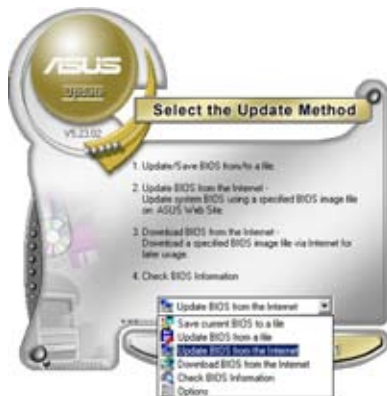 ASUS
Update
V5.23.02
Select the Update Method
1. Update/Save BIOS from/to a file
2. Update BIOS from the Internet -
Update system BIOS using a specified BIOS image file
on ASUS Web Site.
3. Download BIOS from the Internet -
Download a specified BIOS image file via Internet for
later usage.
4. Check BIOS Information
Update BIOS from the Internet
Save current BIOS to a file
Update BIOS from a file
Update BIOS from the Internet
Download BIOS from the Internet
Check BIOS Information
Options